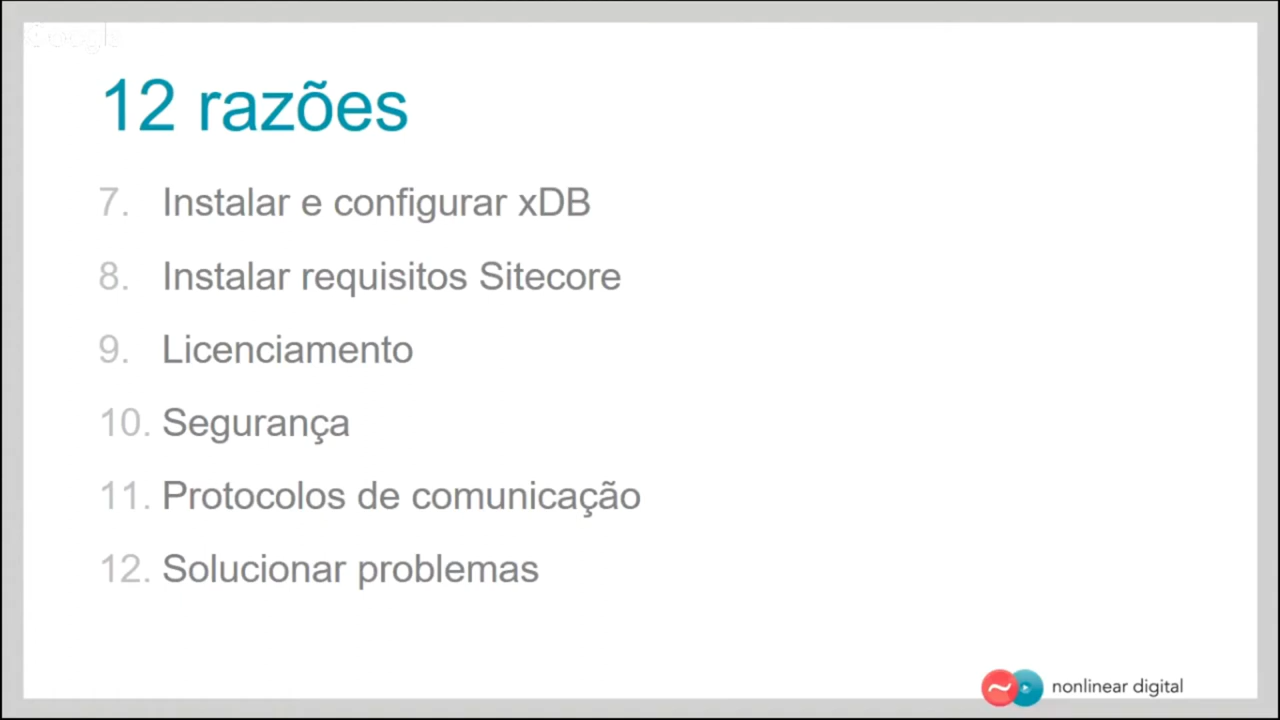 Google
12 razões
7. Instalar e configurar xDB
8. Instalar requisitos Sitecore
9. Licenciamento
10. Segurança
11. Protocolos de comunicação
12. Solucionar problemas
nonlinear digital